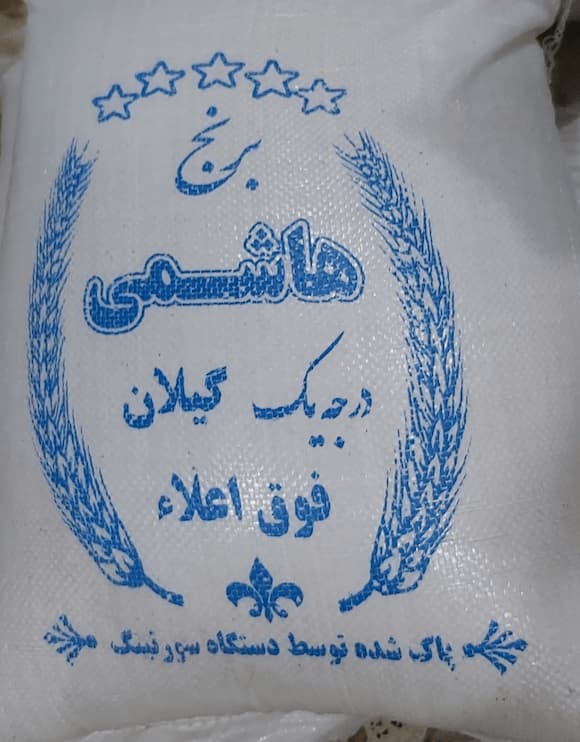 برنج
هاشمی
درجه یک گیلان
فوق اعلاء
پاک شده توسط دستگاه سورتینگ